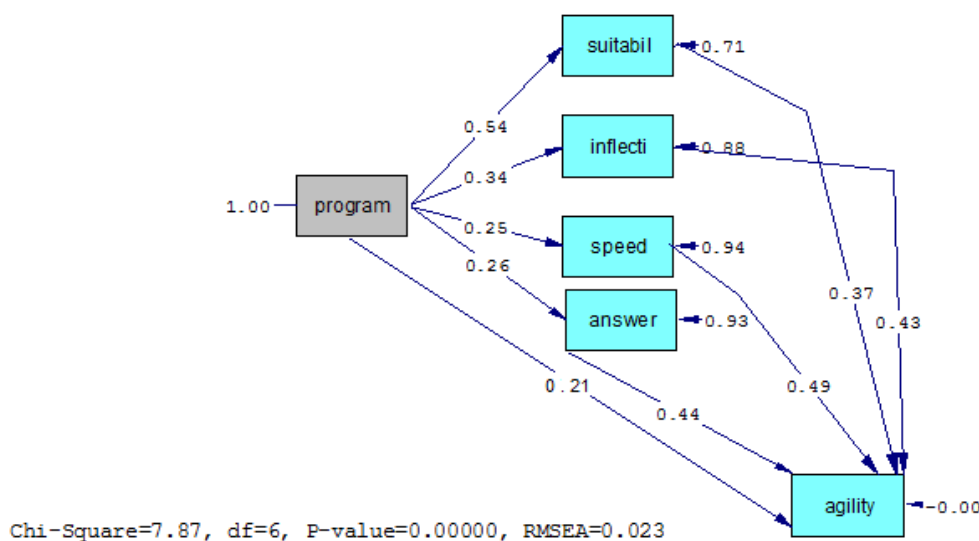 suitabil
0.71
0.54
inflecti
0.88
0.34
1.00
program
0.25
speed
0.94
0.26
answer
0.93
0.37
0.43
0.21
0.49
0.44
agility
-0.00
Chi-Square=7.87, df=6, P-value=0.00000, RMSEA=0.023